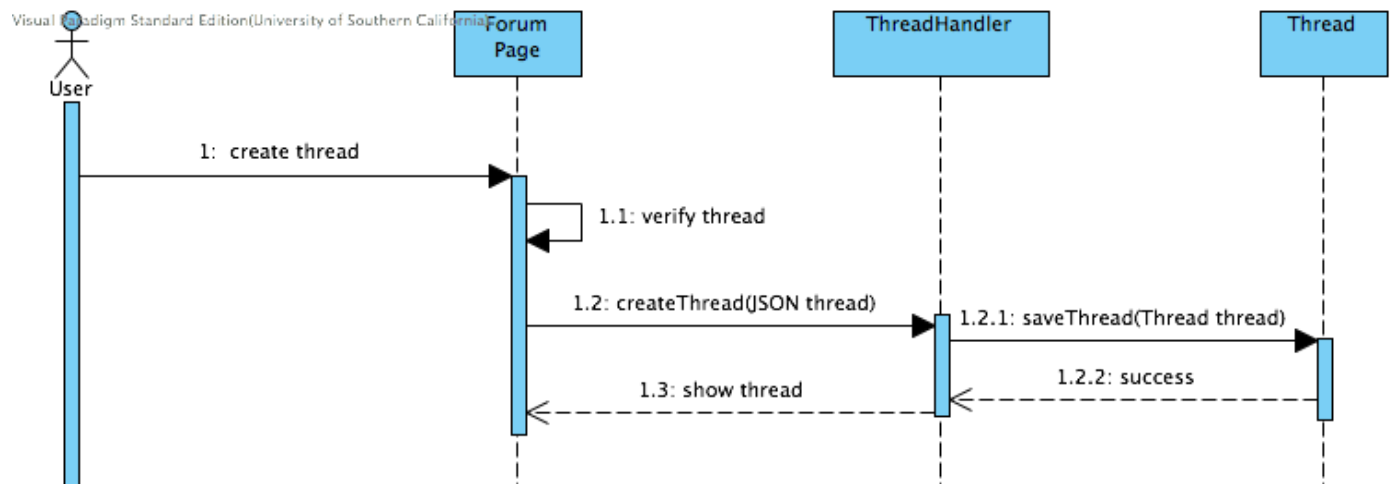 Visual Paradigm Standard Edition(University of Southern California)
User
Forum
Page
ThreadHandler
Thread
1:  create thread
1.1: verify thread
1.2: createThread(JSON thread)
1.2.1: saveThread(Thread thread)
1.2.2: success
1.3: show thread